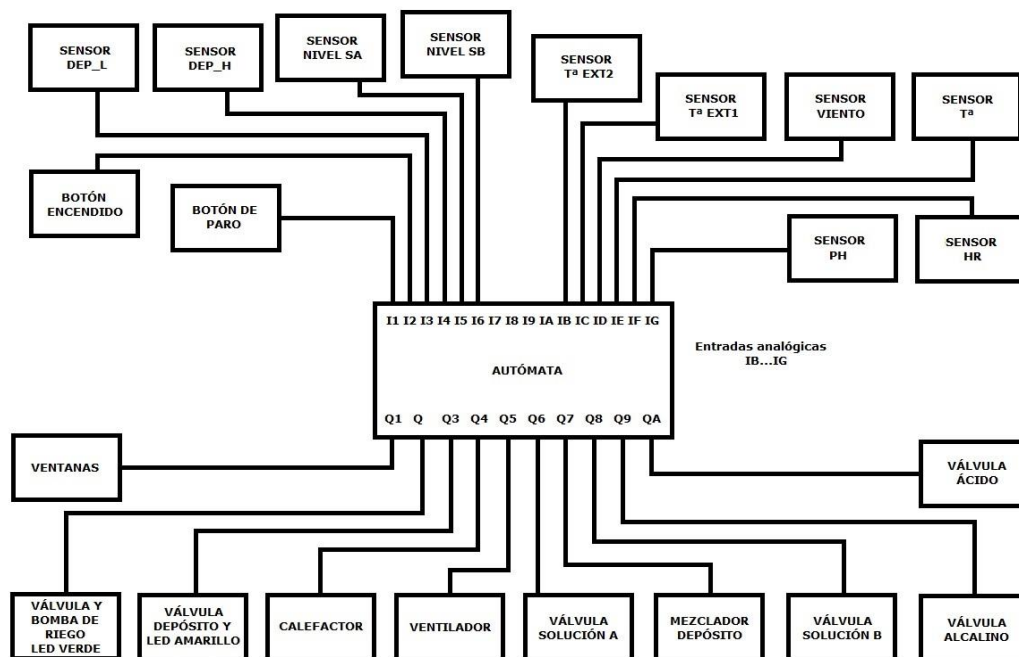 SENSOR
DEP_L
SENSOR
DEP_H
SENSOR
NIVEL SA
SENSOR
NIVEL SB
SENSOR
Tª EXT2
SENSOR
Tª EXT1
SENSOR
VIENTO
SENSOR
Tª
BOTÓN
ENCENDIDO
BOTÓN DE
PARO
SENSOR
PH
SENSOR
HR
I1 I2 I3 I4 I5 I6 I7 I8 I9 IA IB IC ID IE IF IG
Entradas analógicas
IB...IG
AUTÓMATA
Q1 Q Q3 Q4 Q5 Q6 Q7 Q8 Q9 QA
VENTANAS
VÁLVULA
ÁCIDO
VÁLVULA Y
BOMBA DE
RIEGO
LED VERDE
VÁLVULA
DEPÓSITO Y
LED AMARILLO
CALEFACTOR
VENTILADOR
VÁLVULA
SOLUCIÓN A
MEZCLADOR
DEPÓSITO
VÁLVULA
SOLUCIÓN B
VÁLVULA
ALCALINO